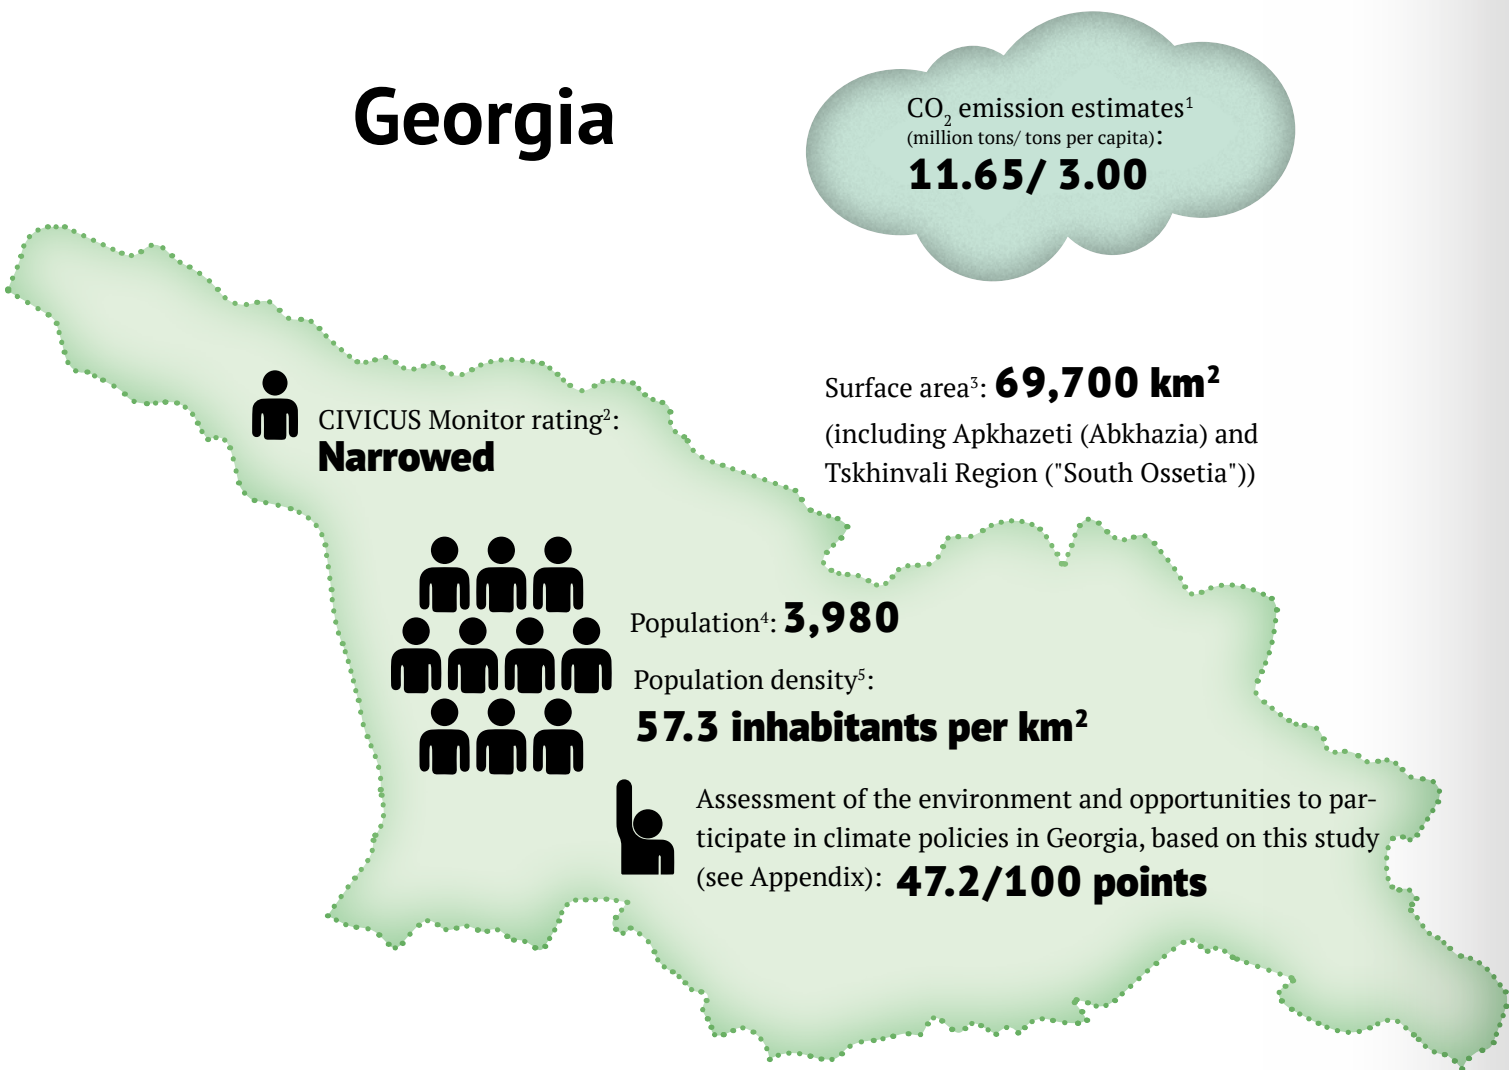 Georgia
CO₂ emission estimates¹
(million tons/ tons per capita):
11.65/ 3.00
CIVICUS Monitor rating²:
Narrowed
Surface area³: 69,700 km²
(including Apkhazeti (Abkhazia) and
Tskhinvali Region ("South Ossetia"))
Population⁴: 3,980
Population density⁵:
57.3 inhabitants per km²
Assessment of the environment and opportunities to par-
ticipate in climate policies in Georgia, based on this study
(see Appendix): 47.2/100 points